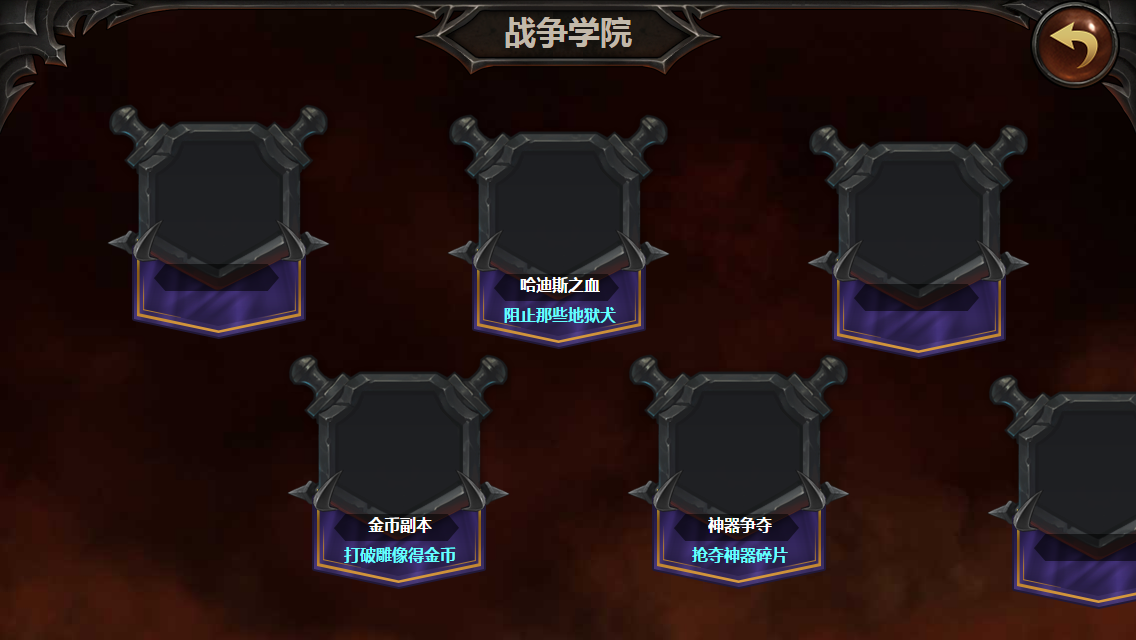 战争学院
哈迪斯之血
阻止那些地狱犬
金币副本
打破雕像得金币
神器争夺
抢夺神器碎片